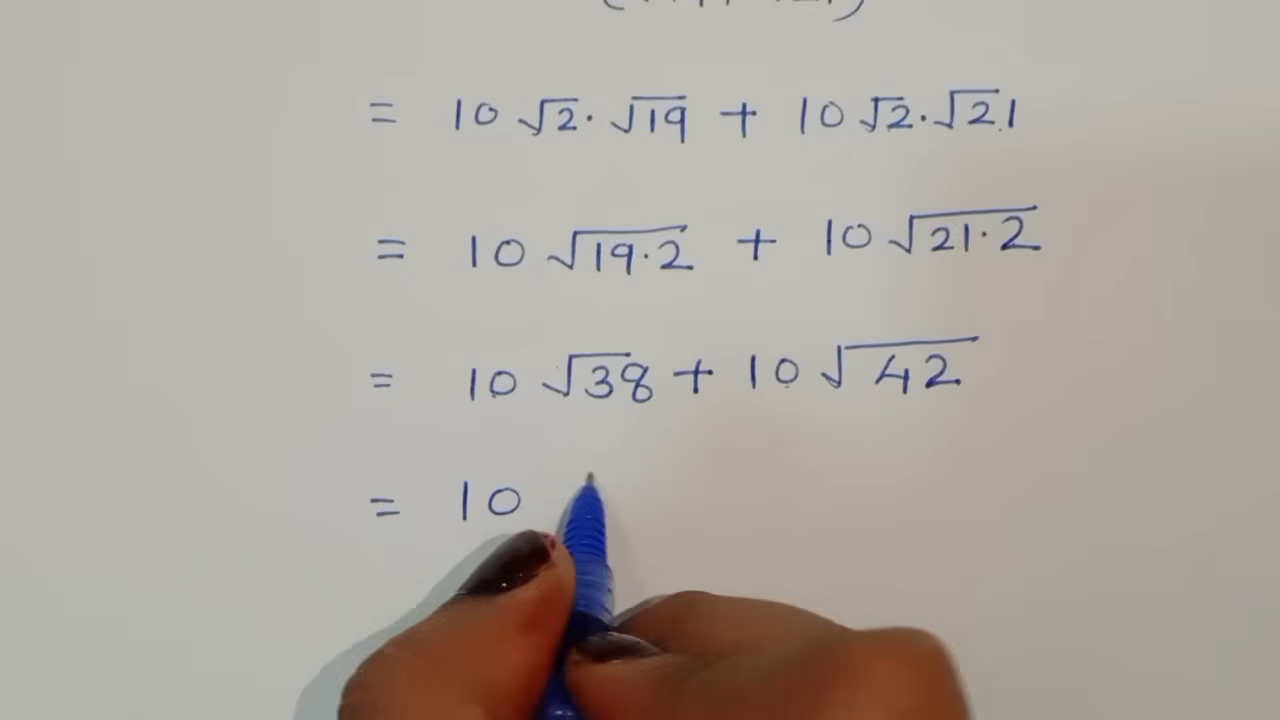 = 10 √2 · √19 + 10 √2 · √21
= 10 √19·2 + 10 √21·2
= 10 √38 + 10 √42
= 10